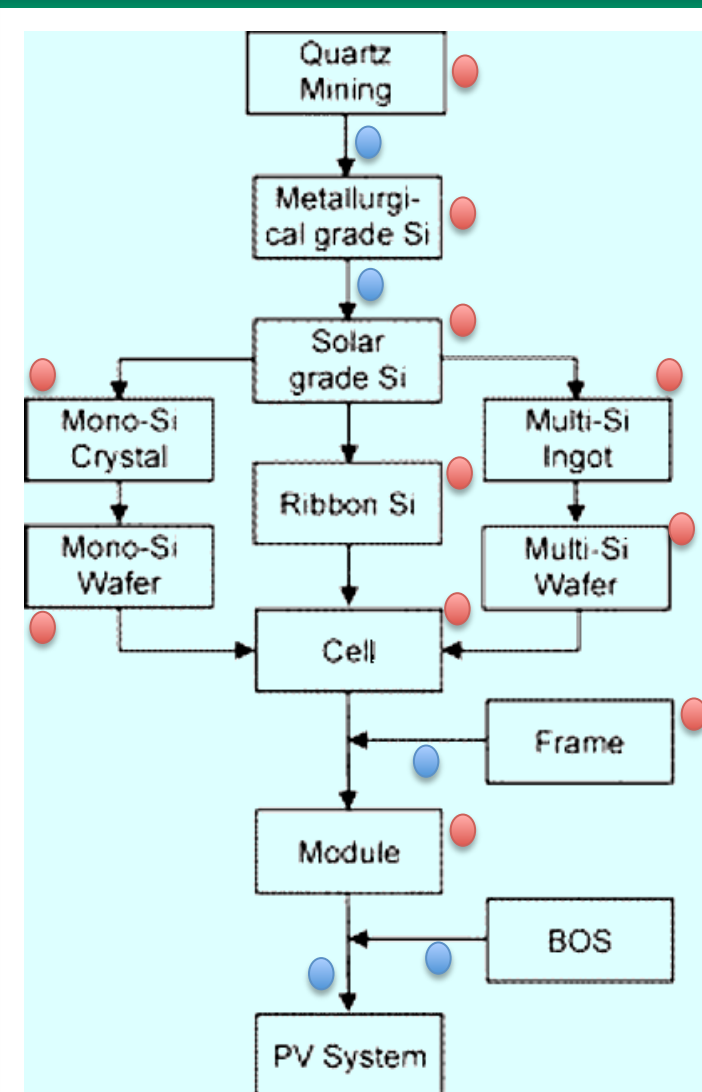 Quartz
Mining
Metallurgi-
cal grade Si
Solar
grade Si
Mono-Si
Crystal
Multi-Si
Ingot
Ribbon Si
Mono-Si
Wafer
Multi-Si
Wafer
Cell
Frame
Module
BOS
PV System